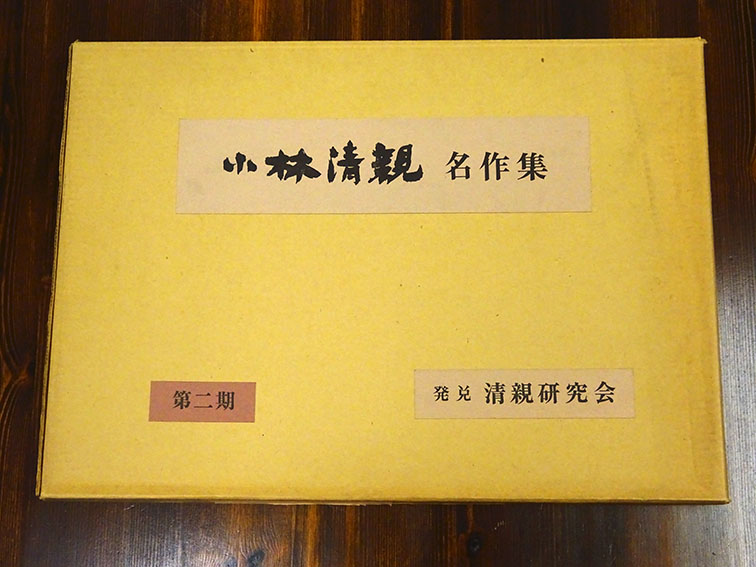 小林清親 名作集
第二期
発兌 清親研究会